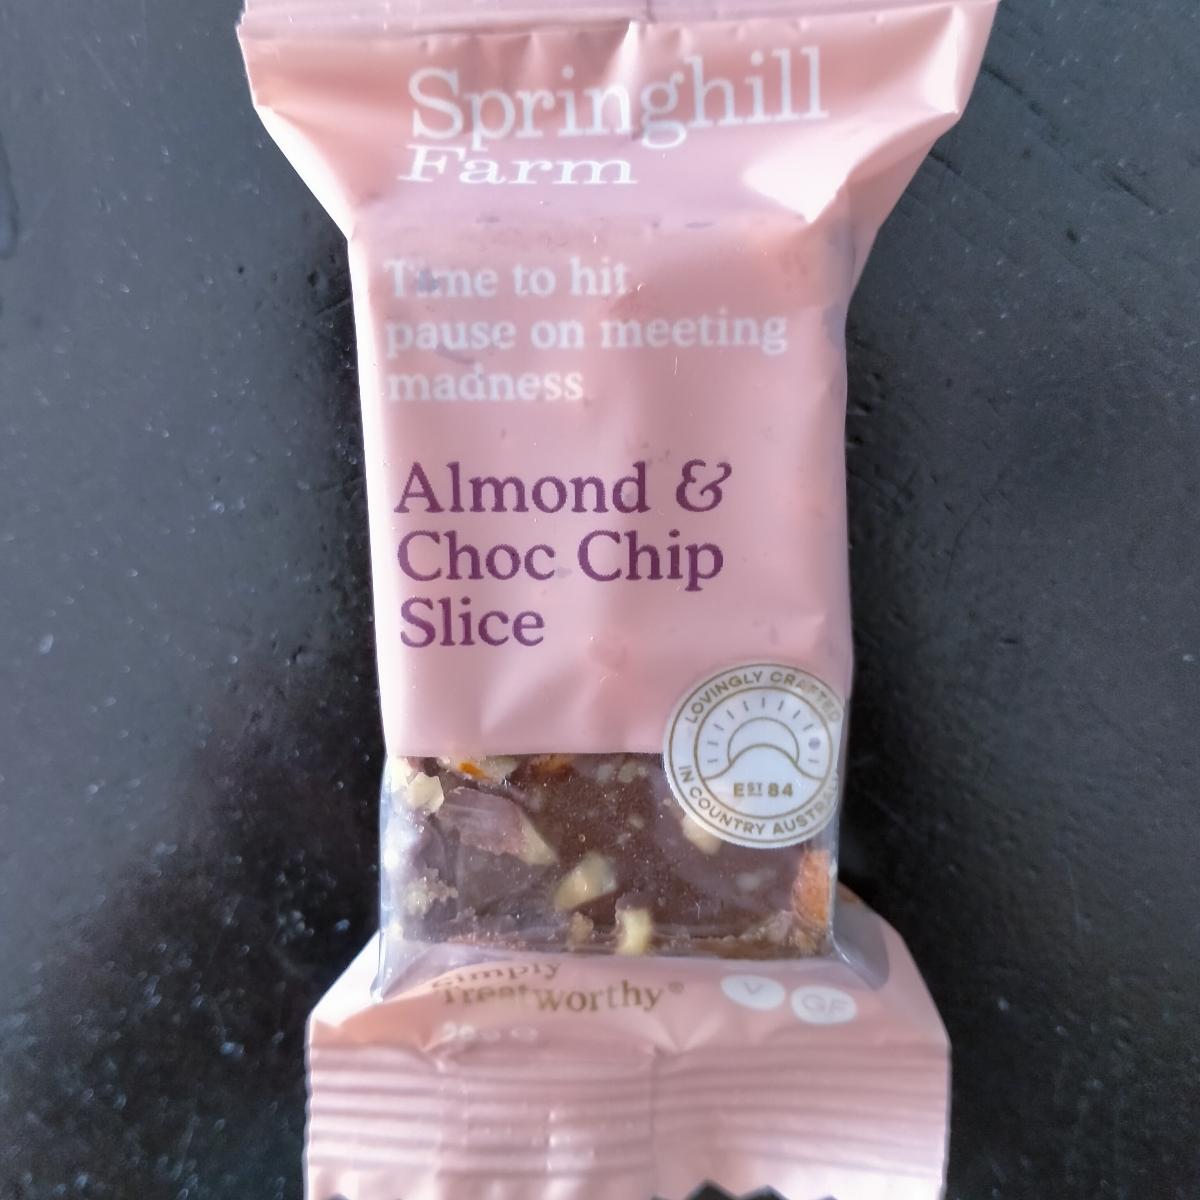 Springhill
Farm
Time to hit
pause on meeting
madness
Almond &
Choc Chip
Slice
LOVINGLY CRAFTED
EST 84
IN COUNTRY AUSTRALIA
Simply
Treatworthy®
V GF